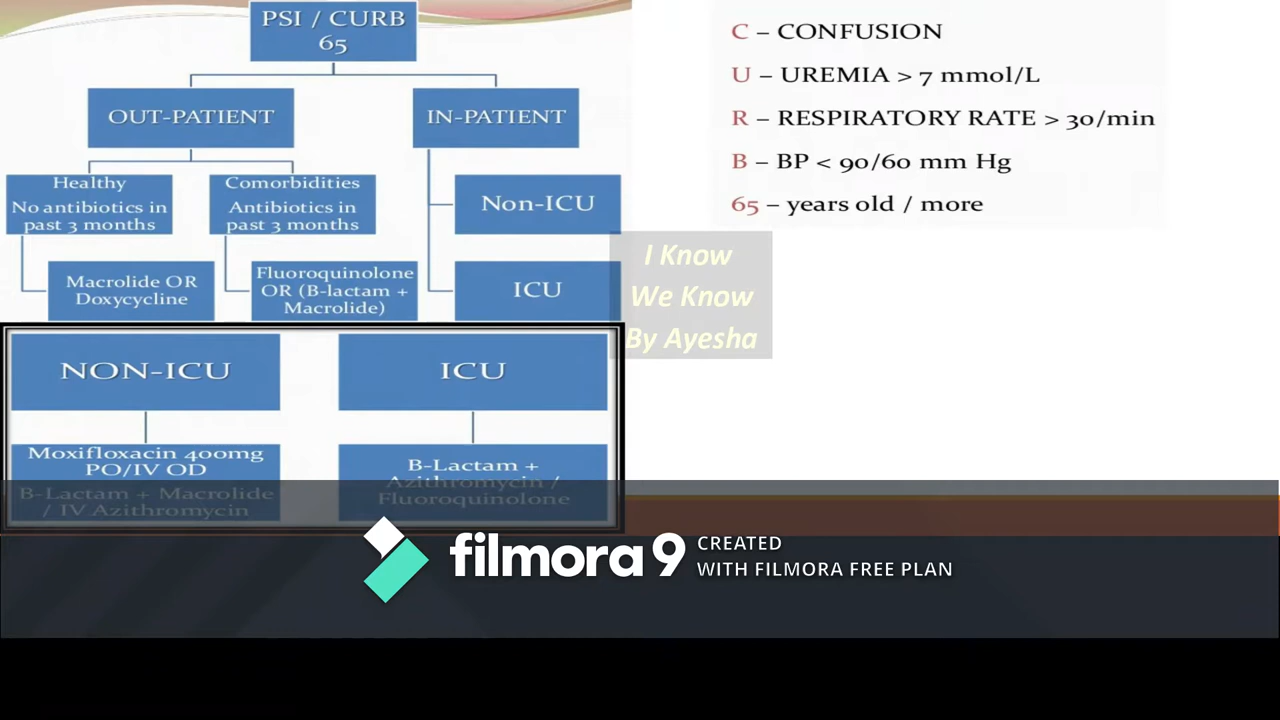 PSI / CURB
65
OUT-PATIENT
IN-PATIENT
Healthy
No antibiotics in
past 3 months
Comorbidities
Antibiotics in
past 3 months
Non-ICU
Macrolide OR
Doxycycline
Fluoroquinolone
OR (B-lactam +
Macrolide)
ICU
NON-ICU
ICU
Moxifloxacin 400mg
PO/IV OD
B-Lactam + Macrolide
/ IV Azithromycin
B-Lactam +
Azithromycin /
Fluoroquinolone
C – CONFUSION
U – UREMIA > 7 mmol/L
R – RESPIRATORY RATE > 30/min
B – BP < 90/60 mm Hg
65 – years old / more
I Know
We Know
By Ayesha
filmora 9
CREATED
WITH FILMORA FREE PLAN